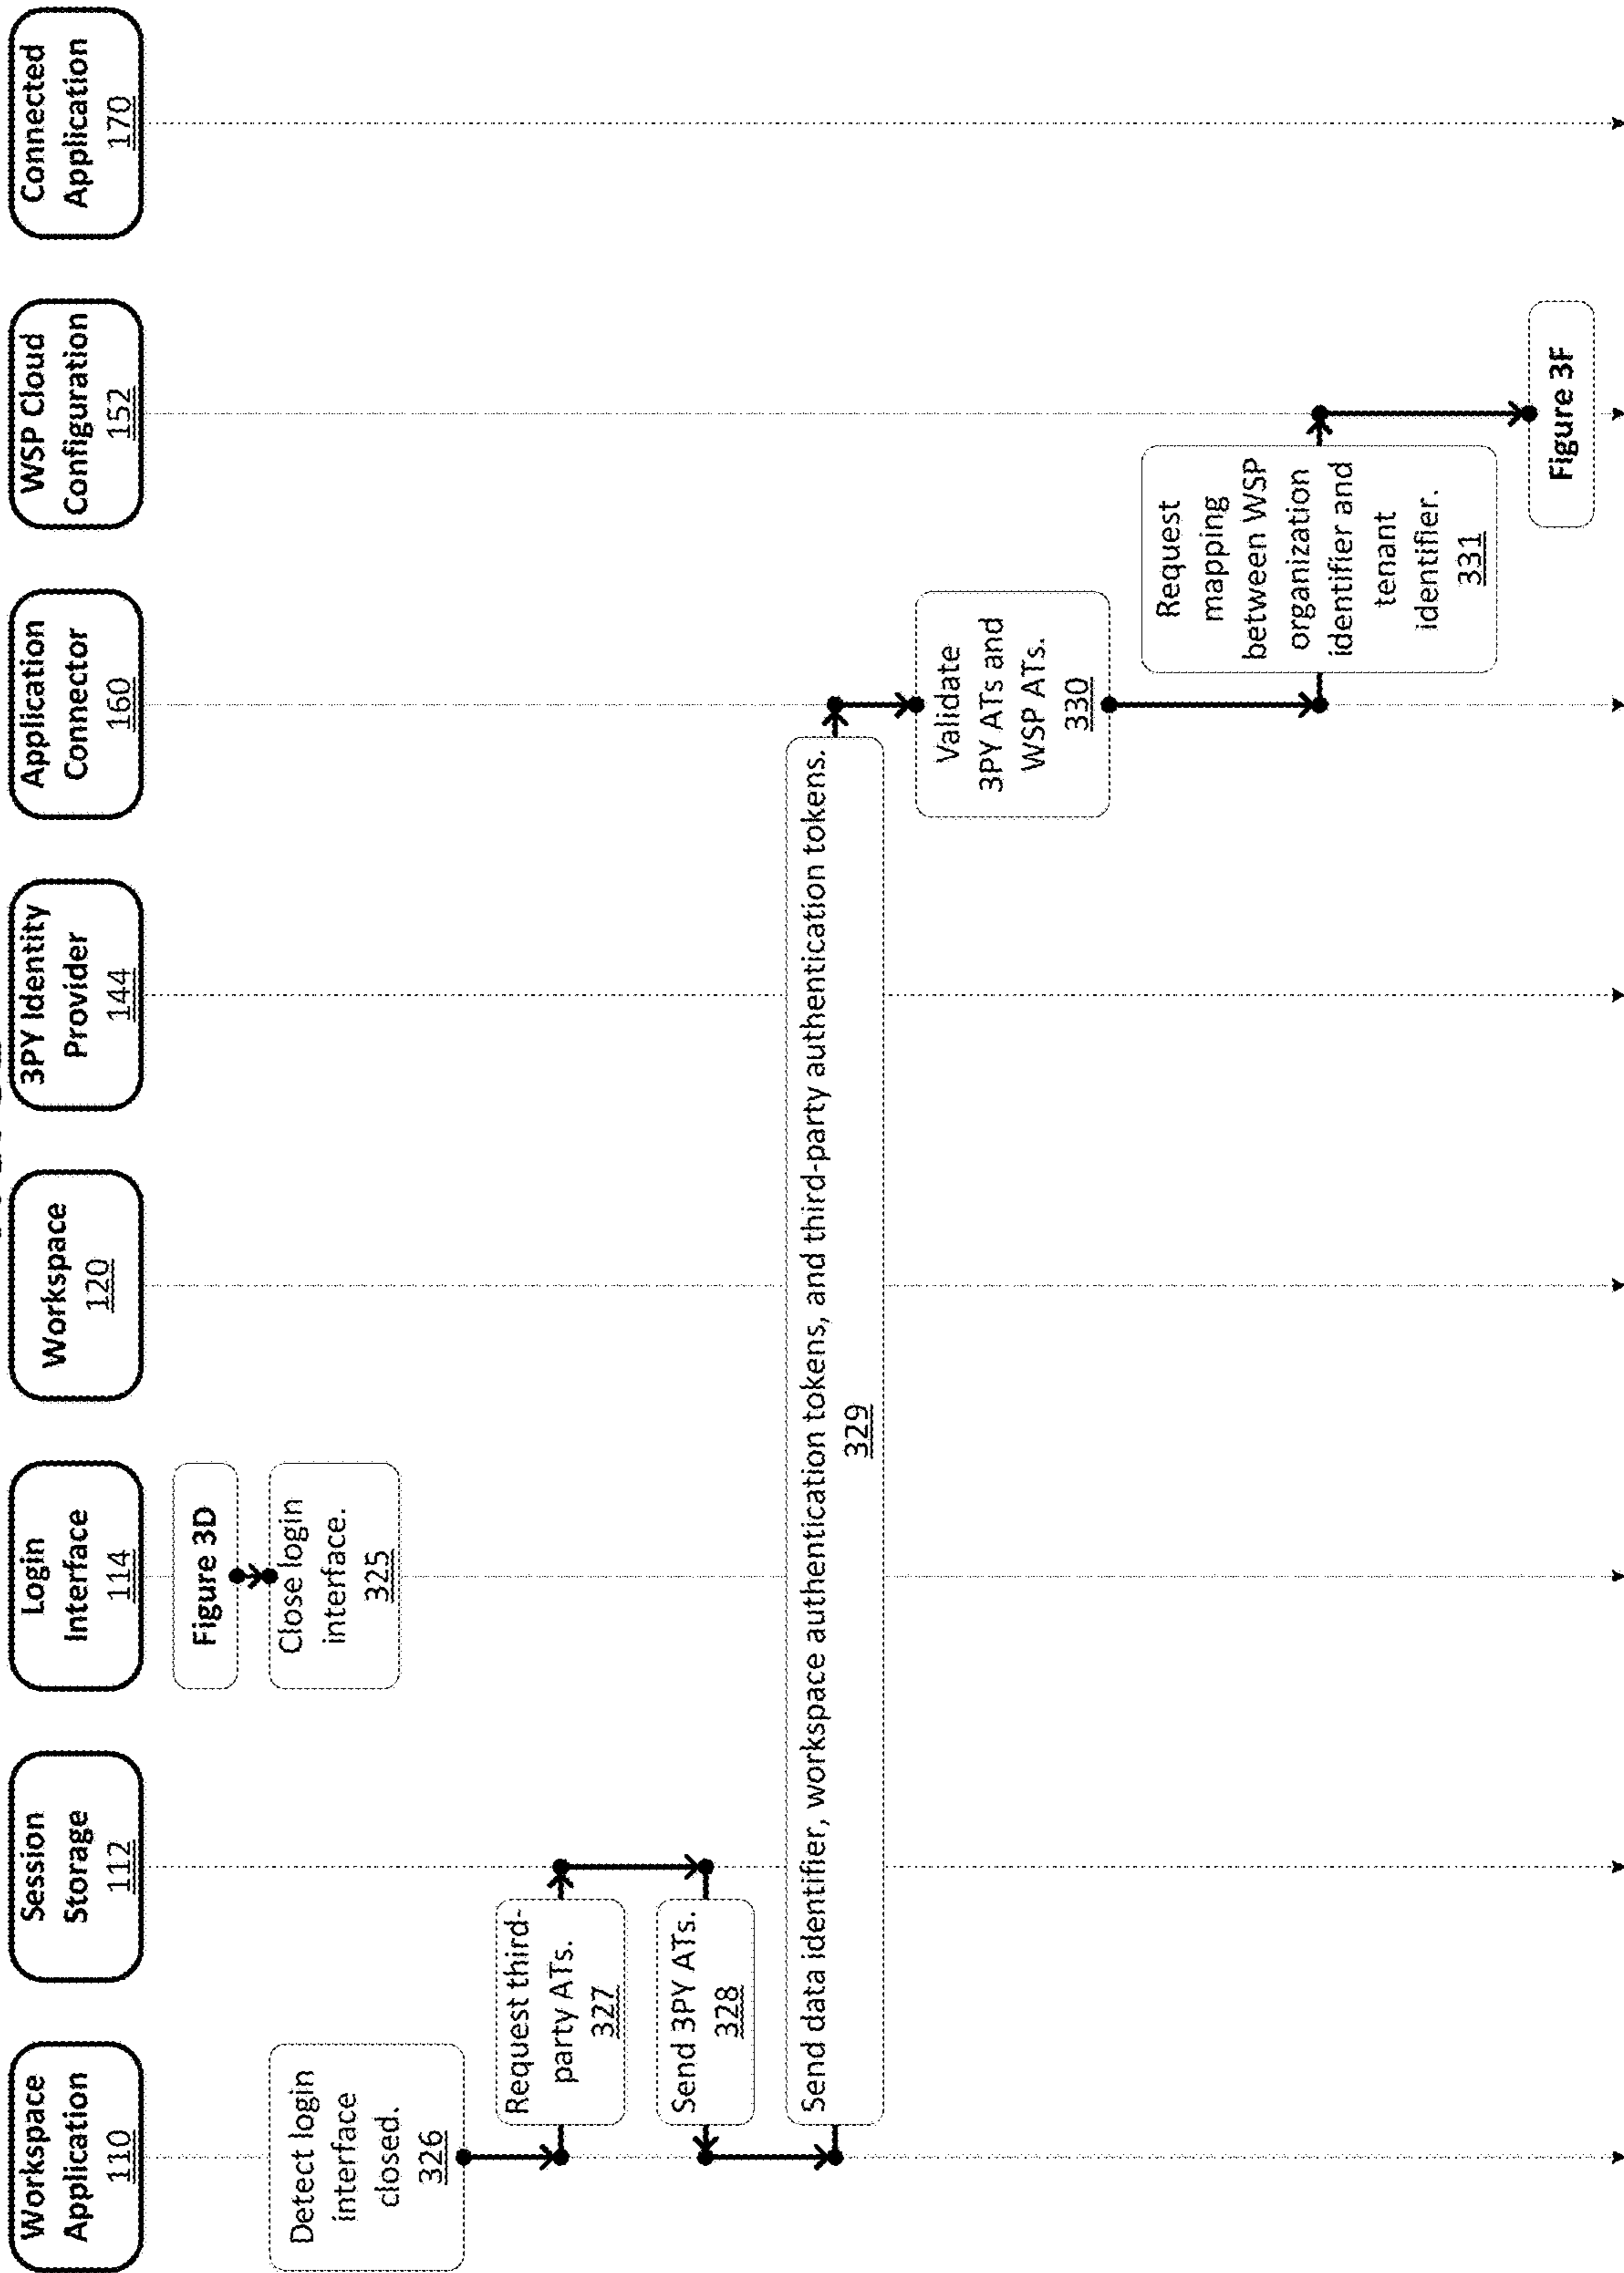 Workspace
Application
110
Session
Storage
112
Login
Interface
114
Workspace
120
3PY Identity
Provider
144
Application
Connector
160
WSP Cloud
Configuration
152
Connected
Application
170
Figure 3D
Close login
interface.
325
Detect login
interface
closed.
326
Request third-
party ATs.
327
Send 3PY ATs.
328
Send data identifier, workspace authentication tokens, and third-party authentication tokens.
329
Validate
3PY ATs and
WSP ATs.
330
Request
mapping
between WSP
organization
identifier and
tenant
identifier.
331
Figure 3F